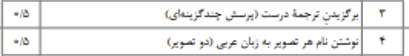 ۳ برگزیدنِ ترجمهٔ درست (پرسش چندگزینه‌ای) ۰/۵
۴ نوشتن نام هر تصویر به زبان عربی (دو تصویر) ۰/۵